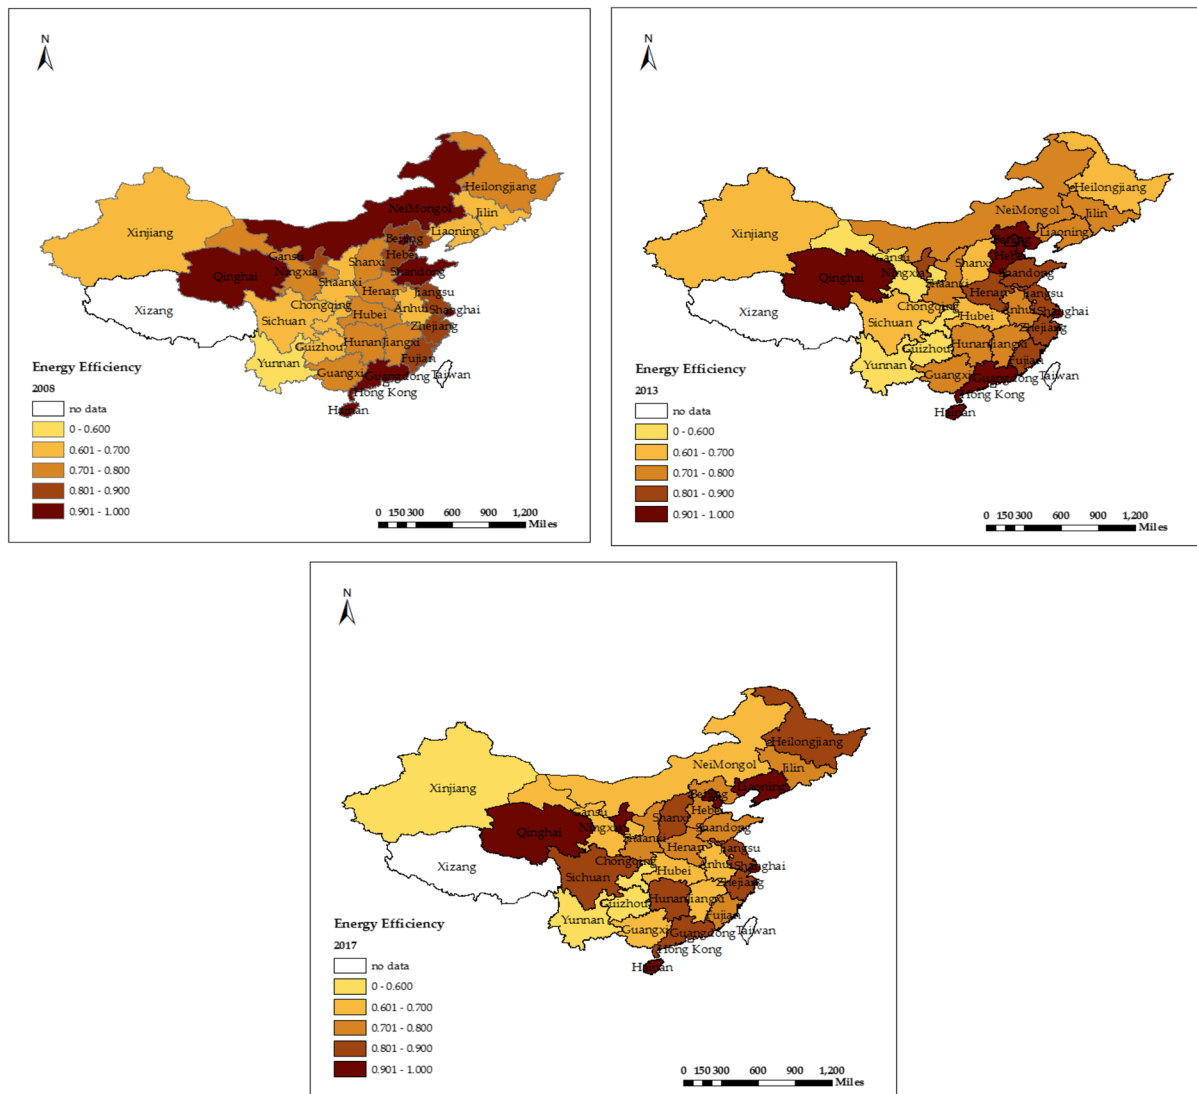 N
Heilongjiang
NeiMongol
Jilin
Xinjiang
Liaoning
Beijing
Gansu
Hebei
Qinghai
Ningxia
Shanxi
Shandong
Shaanxi
Henan
Jiangsu
Xizang
Chongqing
Anhui
Shanghai
Sichuan
Hubei
Zhejiang
Guizhou
Hunan
Jiangxi
Yunnan
Fujian
Guangxi
Guangdong
Taiwan
Hong Kong
Hainan
Energy Efficiency
2008
no data
0 - 0.600
0.601 - 0.700
0.701 - 0.800
0.801 - 0.900
0.901 - 1.000
0 150 300 600 900 1,200
Miles
N
Heilongjiang
NeiMongol
Jilin
Xinjiang
Liaoning
Beijing
Gansu
Hebei
Qinghai
Ningxia
Shanxi
Shandong
Shaanxi
Henan
Jiangsu
Xizang
Chongqing
Anhui
Shanghai
Sichuan
Hubei
Zhejiang
Guizhou
Hunan
Jiangxi
Yunnan
Fujian
Guangxi
Guangdong
Taiwan
Hong Kong
Hainan
Energy Efficiency
2013
no data
0 - 0.600
0.601 - 0.700
0.701 - 0.800
0.801 - 0.900
0.901 - 1.000
0 150 300 600 900 1,200
Miles
N
Heilongjiang
NeiMongol
Jilin
Xinjiang
Liaoning
Beijing
Gansu
Hebei
Qinghai
Ningxia
Shanxi
Shandong
Shaanxi
Henan
Jiangsu
Xizang
Chongqing
Anhui
Shanghai
Sichuan
Hubei
Zhejiang
Guizhou
Hunan
Jiangxi
Yunnan
Fujian
Guangxi
Guangdong
Taiwan
Hong Kong
Hainan
Energy Efficiency
2017
no data
0 - 0.600
0.601 - 0.700
0.701 - 0.800
0.801 - 0.900
0.901 - 1.000
0 150 300 600 900 1,200
Miles